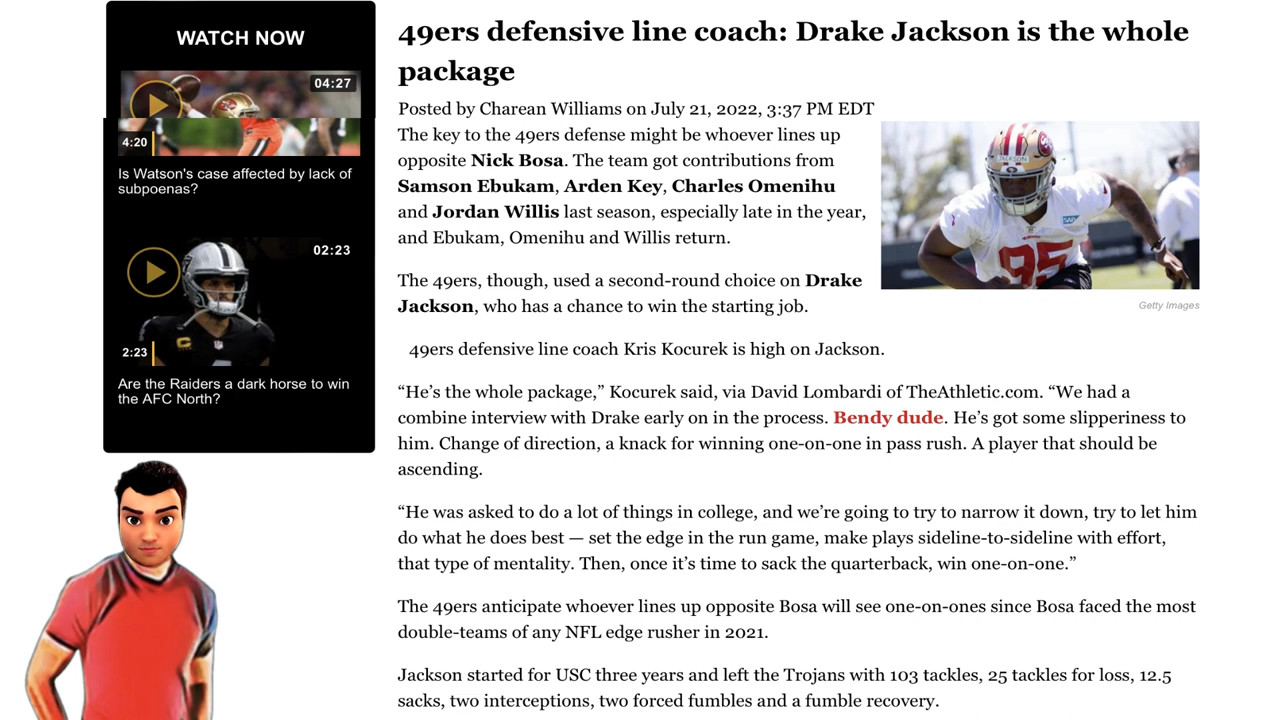 WATCH NOW
04:27
4:20
Is Watson's case affected by lack of
subpoenas?
02:23
2:23
Are the Raiders a dark horse to win
the AFC North?
49ers defensive line coach: Drake Jackson is the whole
package
Posted by Charean Williams on July 21, 2022, 3:37 PM EDT
The key to the 49ers defense might be whoever lines up
opposite Nick Bosa. The team got contributions from
Samson Ebukam, Arden Key, Charles Omenihu
and Jordan Willis last season, especially late in the year,
and Ebukam, Omenihu and Willis return.
JACKSON
SAP
95
Getty Images
The 49ers, though, used a second-round choice on Drake
Jackson, who has a chance to win the starting job.
49ers defensive line coach Kris Kocurek is high on Jackson.
“He’s the whole package,” Kocurek said, via David Lombardi of TheAthletic.com. “We had a
combine interview with Drake early on in the process. Bendy dude. He’s got some slipperiness to
him. Change of direction, a knack for winning one-on-one in pass rush. A player that should be
ascending.
“He was asked to do a lot of things in college, and we’re going to try to narrow it down, try to let him
do what he does best — set the edge in the run game, make plays sideline-to-sideline with effort,
that type of mentality. Then, once it’s time to sack the quarterback, win one-on-one.”
The 49ers anticipate whoever lines up opposite Bosa will see one-on-ones since Bosa faced the most
double-teams of any NFL edge rusher in 2021.
Jackson started for USC three years and left the Trojans with 103 tackles, 25 tackles for loss, 12.5
sacks, two interceptions, two forced fumbles and a fumble recovery.